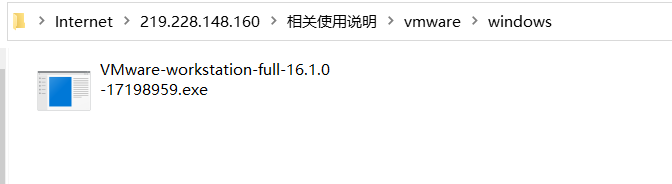 Internet > 219.228.148.160 > 相关使用说明 > vmware > windows
VMware-workstation-full-16.1.0
-17198959.exe